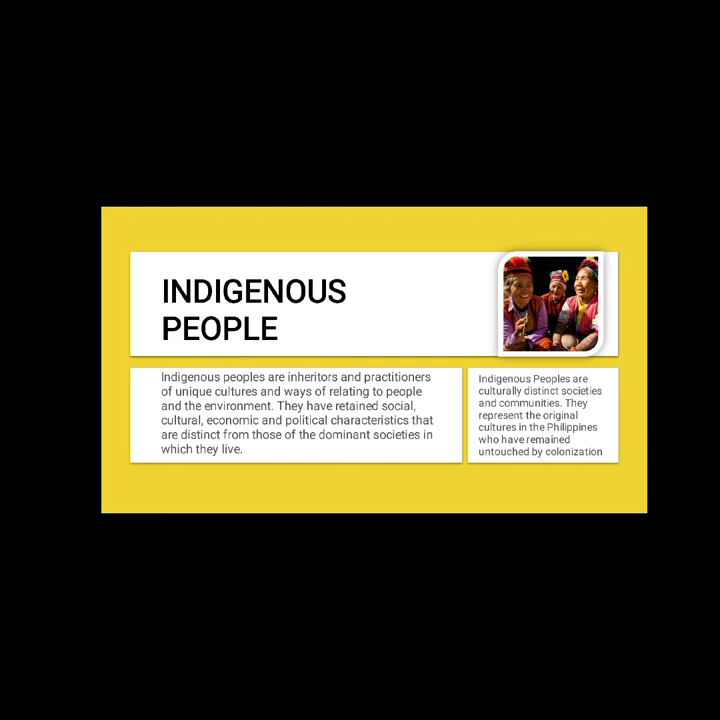 INDIGENOUS
PEOPLE
Indigenous peoples are inheritors and practitioners
of unique cultures and ways of relating to people
and the environment. They have retained social,
cultural, economic and political characteristics that
are distinct from those of the dominant societies in
which they live.
Indigenous Peoples are
culturally distinct societies
and communities. They
represent the original
cultures in the Philippines
who have remained
untouched by colonization